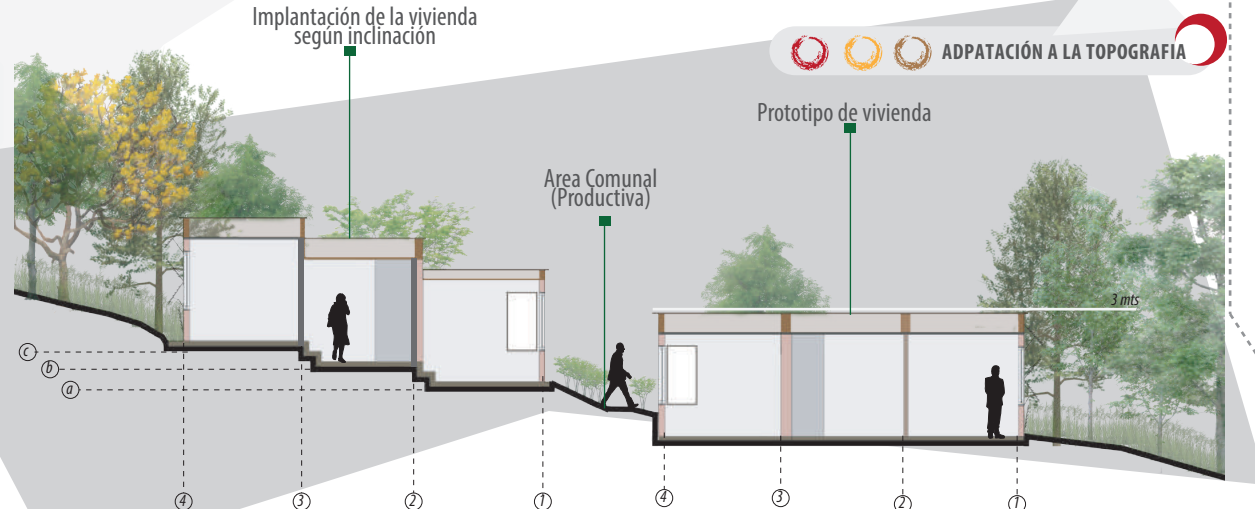 Implantación de la vivienda
según inclinación
ADPATACIÓN A LA TOPOGRAFIA
Prototipo de vivienda
Area Comunal
(Productiva)
3 mts
c
b
a
4 3 2 1 4 3 2 1